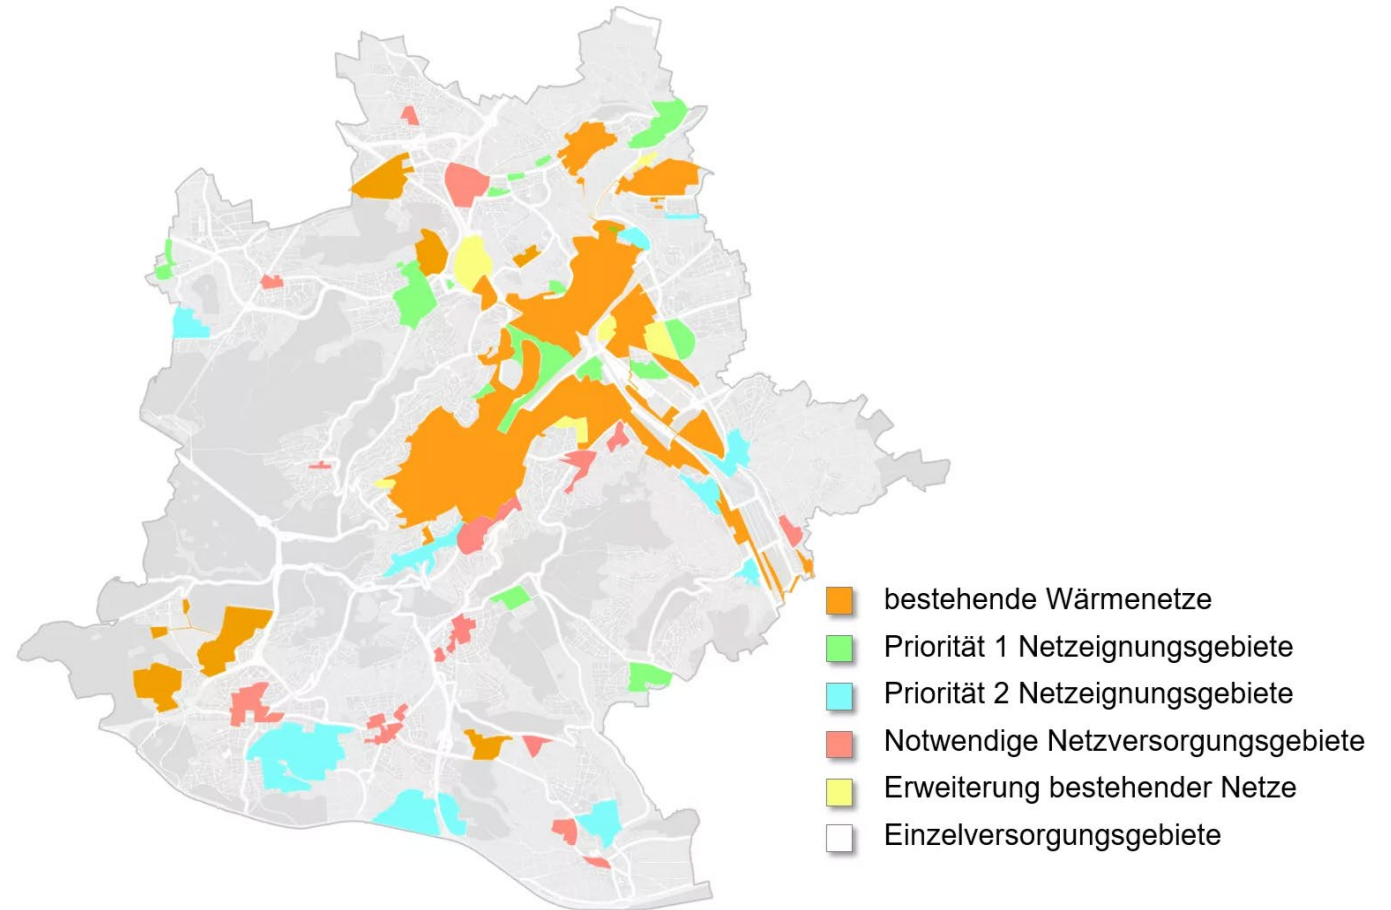 bestehende Wärmenetze
Priorität 1 Netzeignungsgebiete
Priorität 2 Netzeignungsgebiete
Notwendige Netzversorgungsgebiete
Erweiterung bestehender Netze
Einzelversorgungsgebiete